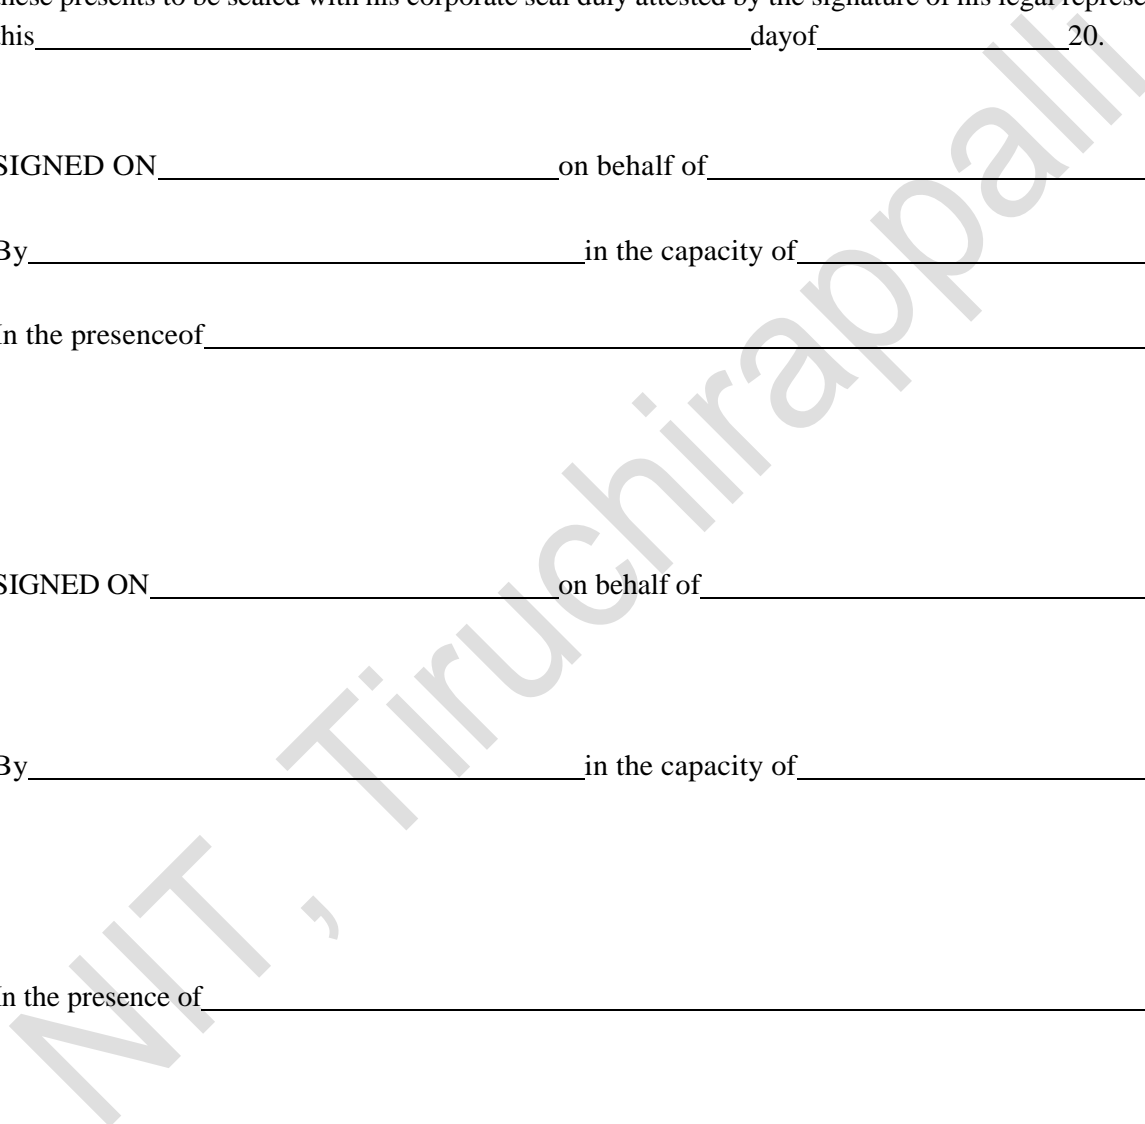 these presents to be sealed with his corporate seal duly attested by the signature of his legal
this dayof 20.
SIGNED ON on behalf of
By in the capacity of
In the presenceof
SIGNED ON on behalf of
By in the capacity of
In the presence of
NIT , Tiruchirappalli